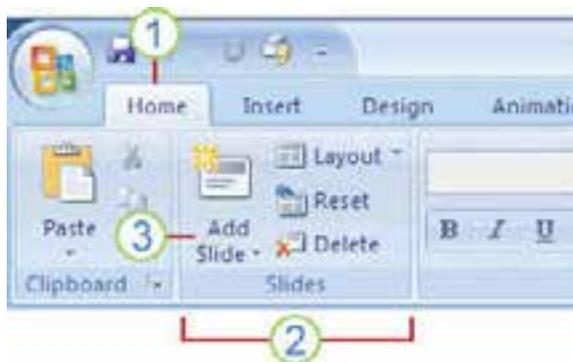 1
Home Insert Design Animati
Layout
Reset
Paste 3 Add Slide Delete B I U
Clipboard Slides
2